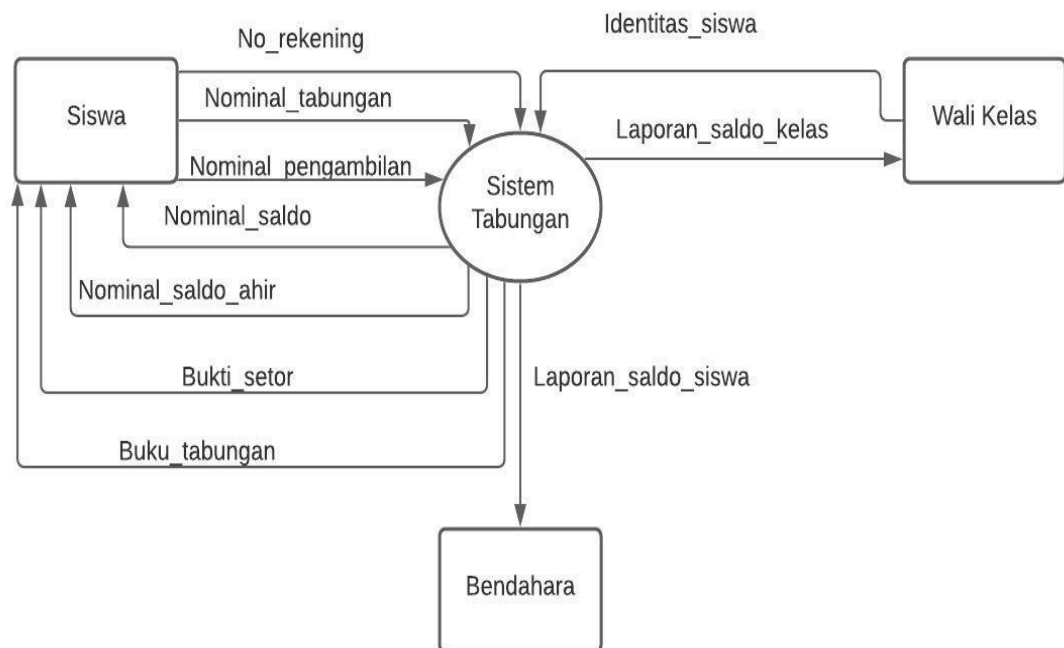 No_rekening
Identitas_siswa
Siswa
Nominal_tabungan
Wali Kelas
Laporan_saldo_kelas
Nominal_pengambilan
Sistem
Tabungan
Nominal_saldo
Nominal_saldo_ahir
Bukti_setor
Laporan_saldo_siswa
Buku_tabungan
Bendahara